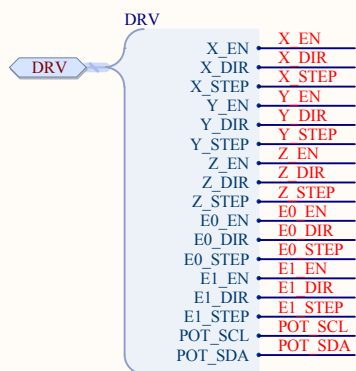 DRV
DRV
X_EN X_EN
X_DIR X_DIR
X_STEP X_STEP
Y_EN Y_EN
Y_DIR Y_DIR
Y_STEP Y_STEP
Z_EN Z_EN
Z_DIR Z_DIR
Z_STEP Z_STEP
E0_EN E0_EN
E0_DIR E0_DIR
E0_STEP E0_STEP
E1_EN E1_EN
E1_DIR E1_DIR
E1_STEP E1_STEP
POT_SCL POT_SCL
POT_SDA POT_SDA